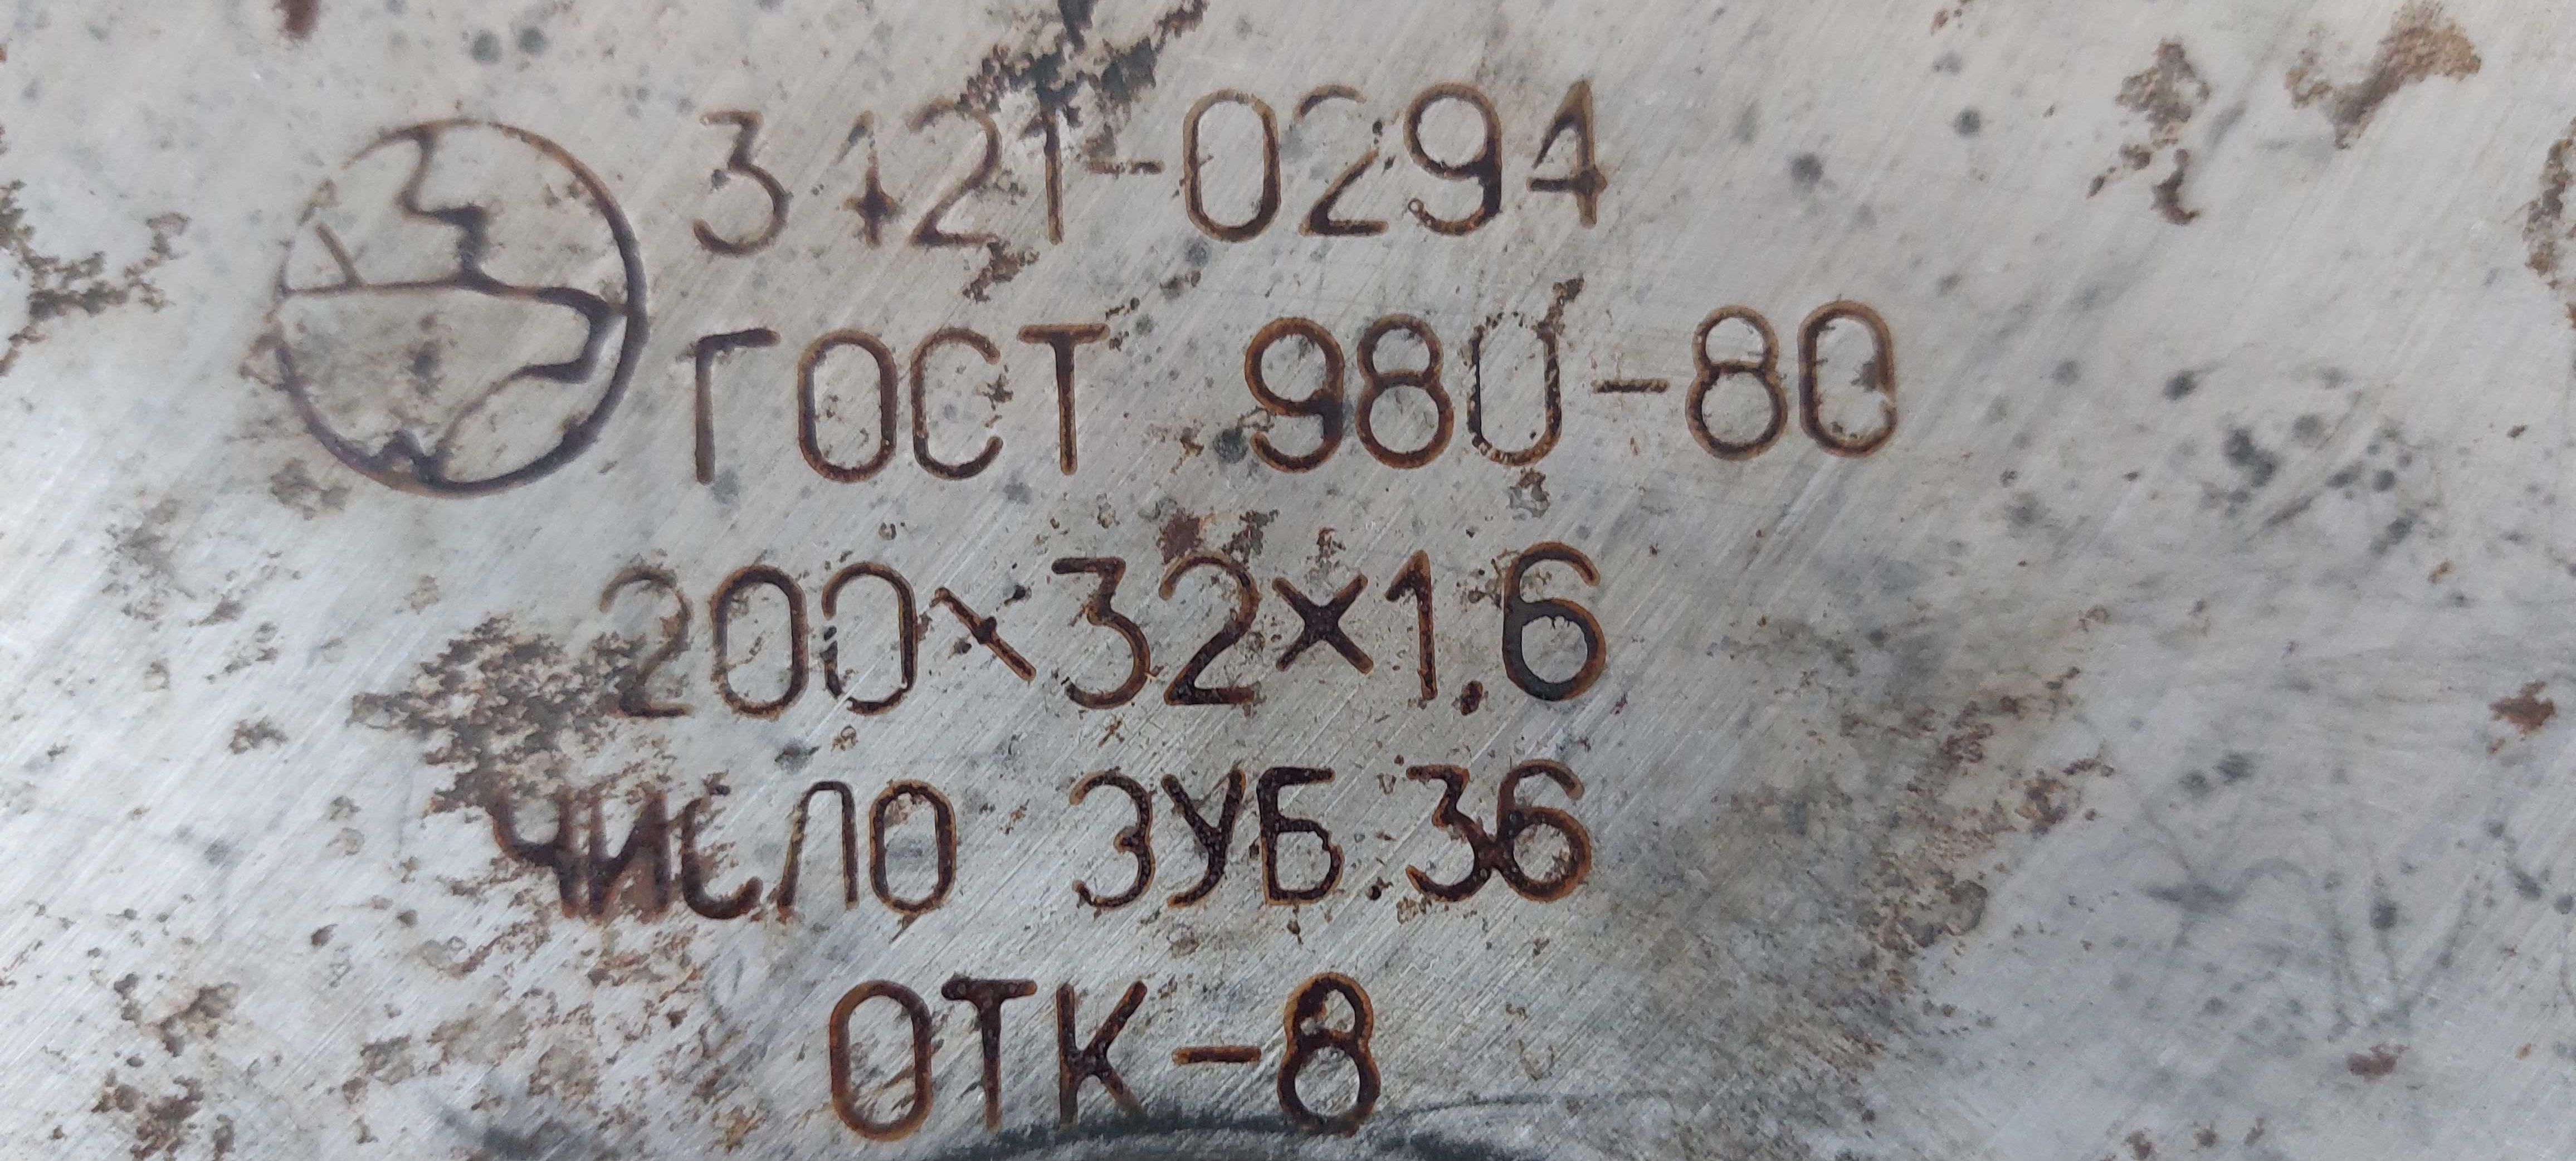 3421-0294
ГОСТ 980-80
200×32×1,6
ЧИСЛО ЗУБ.36
ОТК-8